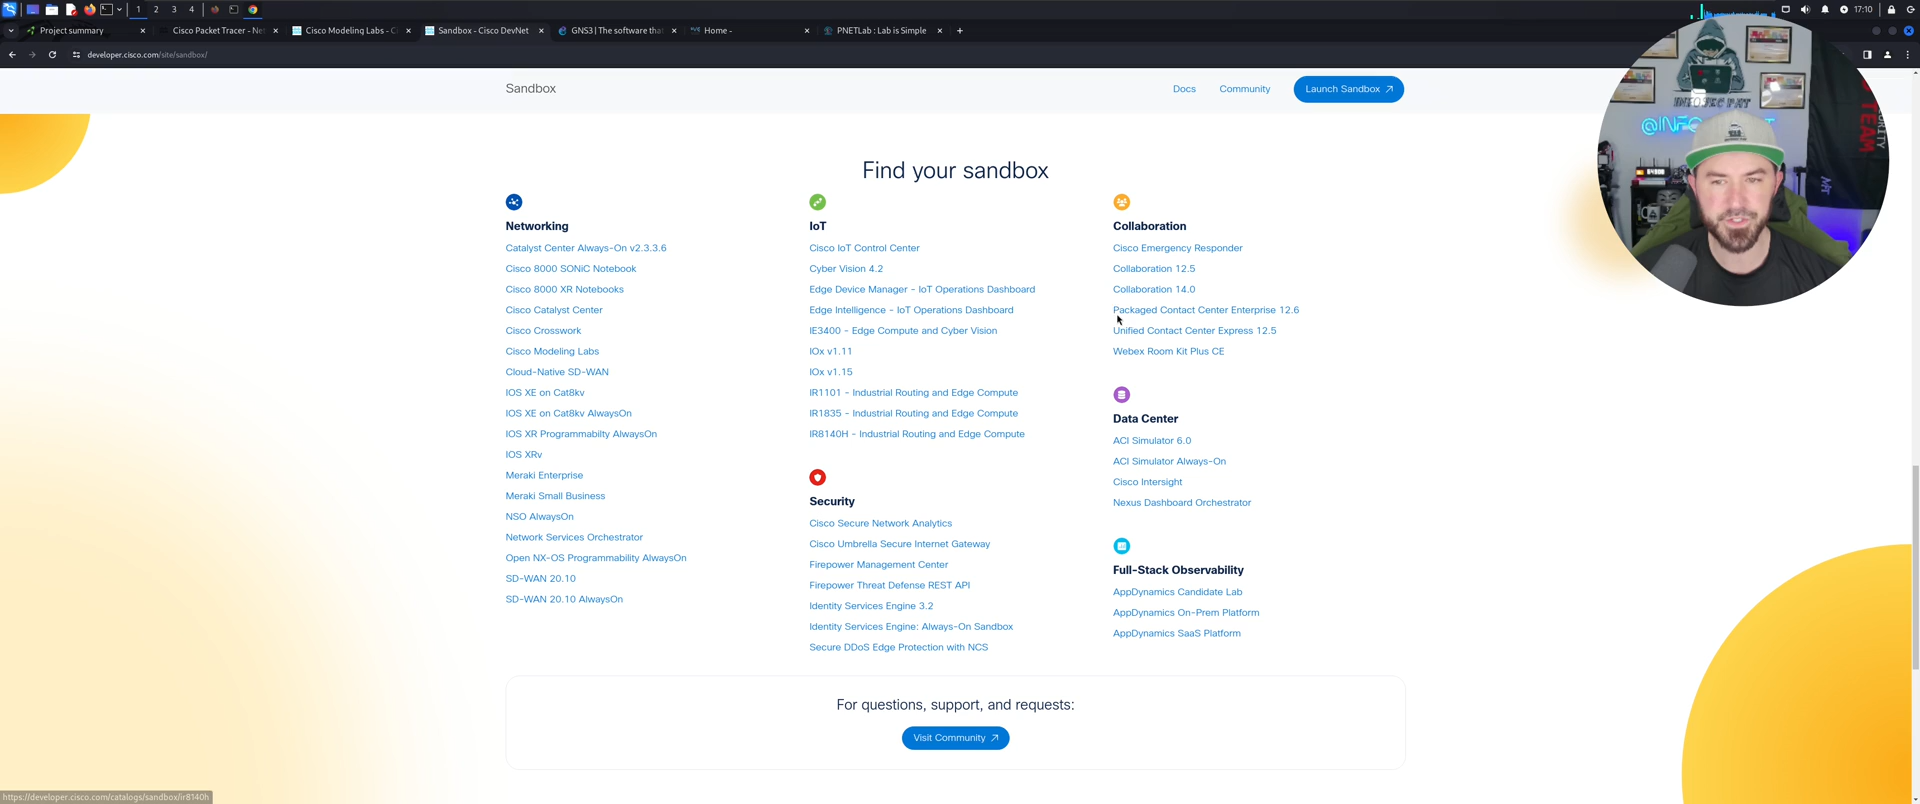 1 2 3 4
17:10
Project summary
Cisco Packet Tracer - Net
Cisco Modeling Labs - C
Sandbox - Cisco DevNet
GNS3 | The software tha
Home -
PNETLab : Lab is Simple
developer.cisco.com/site/sandbox/
Sandbox
Docs
Community
Launch Sandbox
Find your sandbox
Networking
Catalyst Center Always-On v2.3.3.6
Cisco 8000 SONiC Notebook
Cisco 8000 XR Notebooks
Cisco Catalyst Center
Cisco Crosswork
Cisco Modeling Labs
Cloud-Native SD-WAN
IOS XE on Cat8kv
IOS XE on Cat8kv AlwaysOn
IOS XR Programmabilty AlwaysOn
IOS XRv
Meraki Enterprise
Meraki Small Business
NSO AlwaysOn
Network Services Orchestrator
Open NX-OS Programmability AlwaysOn
SD-WAN 20.10
SD-WAN 20.10 AlwaysOn
IoT
Cisco IoT Control Center
Cyber Vision 4.2
Edge Device Manager - IoT Operations Dashboard
Edge Intelligence - IoT Operations Dashboard
IE3400 - Edge Compute and Cyber Vision
IOx v1.11
IOx v1.15
IR1101 - Industrial Routing and Edge Compute
IR1835 - Industrial Routing and Edge Compute
IR8140H - Industrial Routing and Edge Compute
Security
Cisco Secure Network Analytics
Cisco Umbrella Secure Internet Gateway
Firepower Management Center
Firepower Threat Defense REST API
Identity Services Engine 3.2
Identity Services Engine: Always-On Sandbox
Secure DDoS Edge Protection with NCS
Collaboration
Cisco Emergency Responder
Collaboration 12.5
Collaboration 14.0
Packaged Contact Center Enterprise 12.6
Unified Contact Center Express 12.5
Webex Room Kit Plus CE
Data Center
ACI Simulator 6.0
ACI Simulator Always-On
Cisco Intersight
Nexus Dashboard Orchestrator
Full-Stack Observability
AppDynamics Candidate Lab
AppDynamics On-Prem Platform
AppDynamics SaaS Platform
For questions, support, and requests:
Visit Community
https://developer.cisco.com/catalogs/sandbox/ir8140h
INFOSEC PAT
TEAM